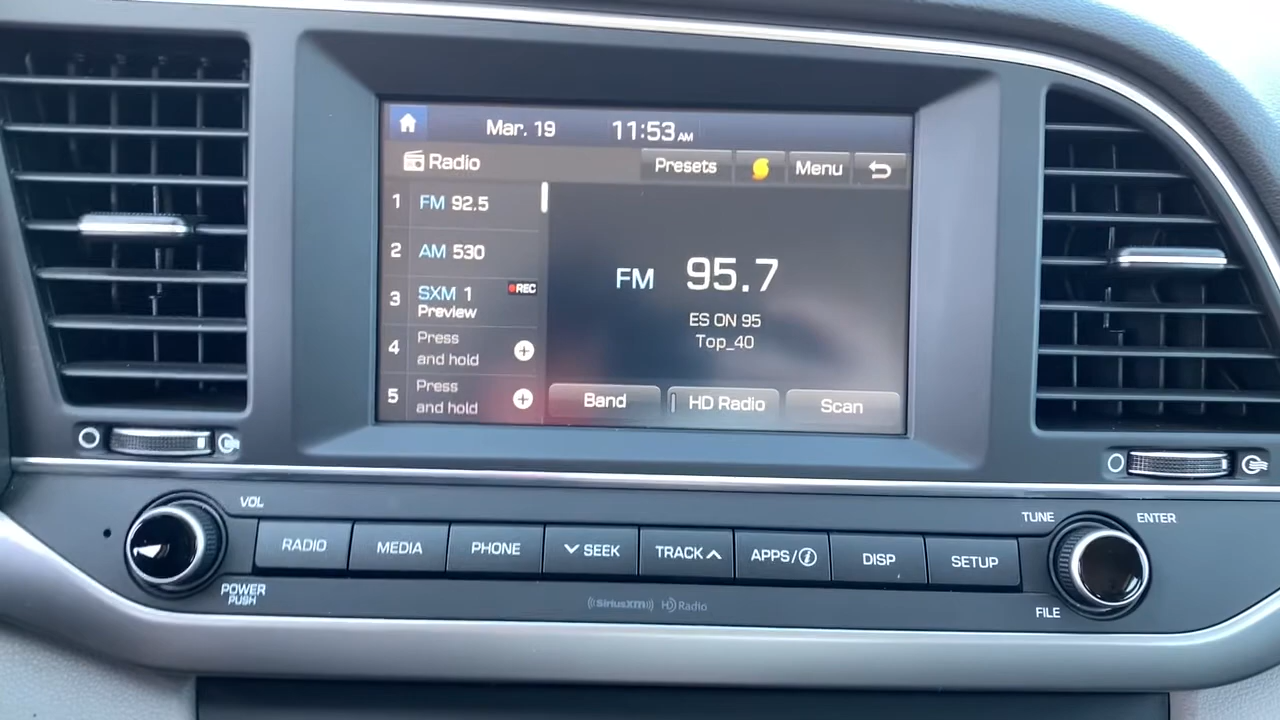 Mar. 19 11:53 AM
Radio Presets Menu
1 FM 92.5
2 AM 530
3 SXM 1 REC
Preview
4 Press
and hold
5 Press
and hold
FM 95.7
ES ON 95
Top_40
Band HD Radio Scan
VOL
RADIO MEDIA PHONE SEEK TRACK APPS/i DISP SETUP
POWER
PUSH
TUNE ENTER
FILE
SiriusXM HD Radio